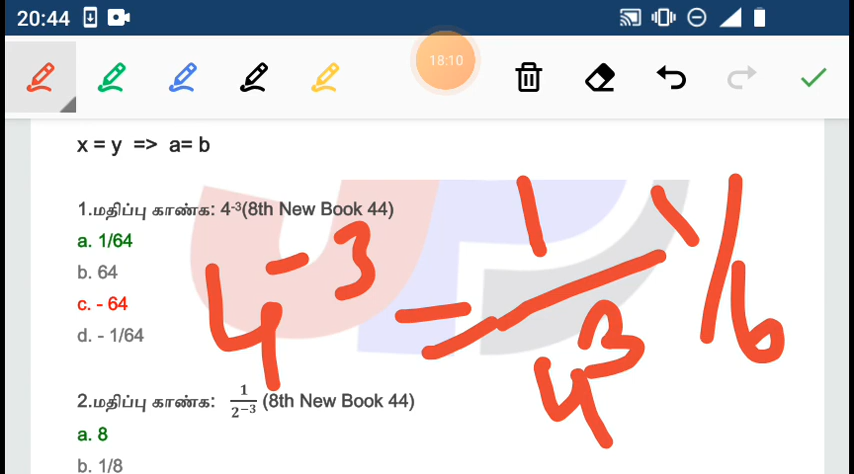 20:44
18:10
x = y => a= b
1.மதிப்பு காண்க: 4⁻³(8th New Book 44)
a. 1/64
b. 64
c. - 64
d. - 1/64
4⁻³ = 1/4³ 1/6
2.மதிப்பு காண்க: 1/2⁻³ (8th New Book 44)
a. 8
b. 1/8